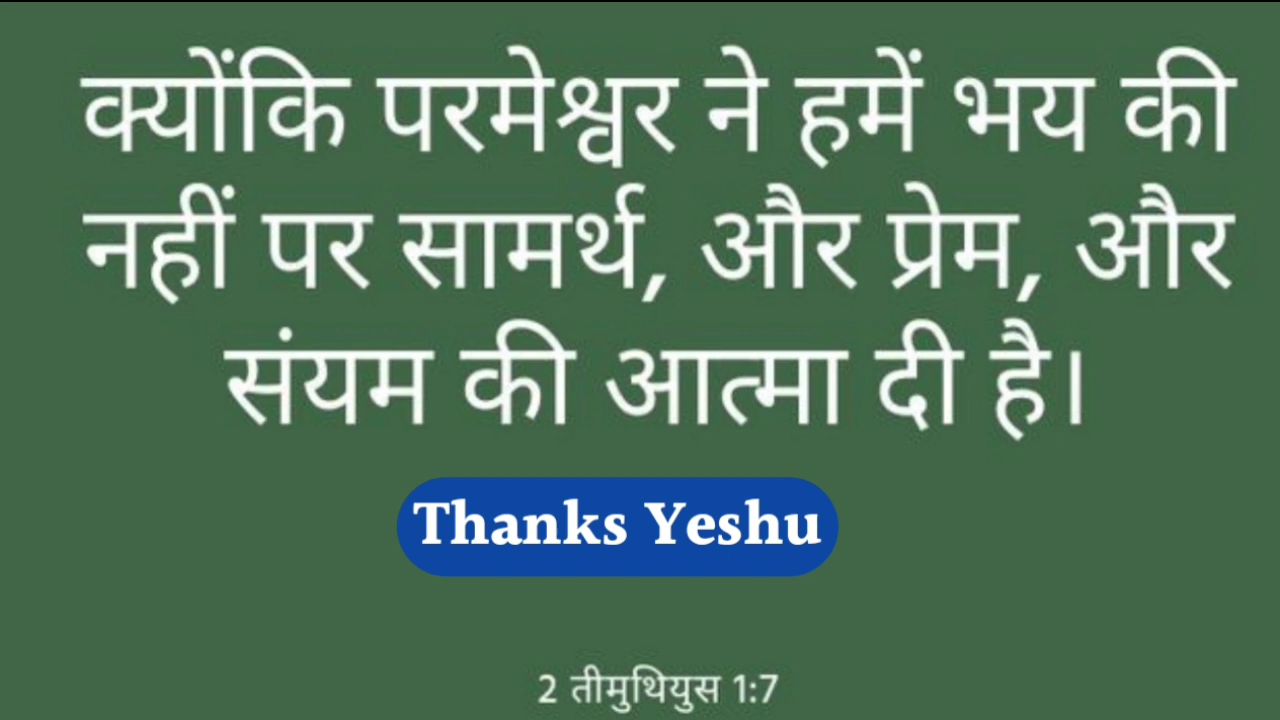 क्योंकि परमेश्वर ने हमें भय की
नहीं पर सामर्थ, और प्रेम, और
संयम की आत्मा दी है।
Thanks Yeshu
2 तीमुथियुस 1:7